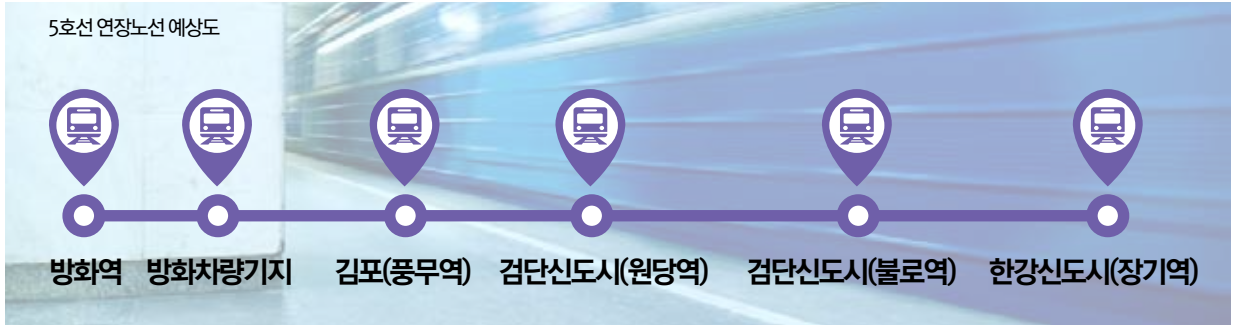 5호선 연장노선 예상도
방화역 방화차량기지 김포(풍무역) 검단신도시(원당역) 검단신도시(불로역) 한강신도시(장기역)